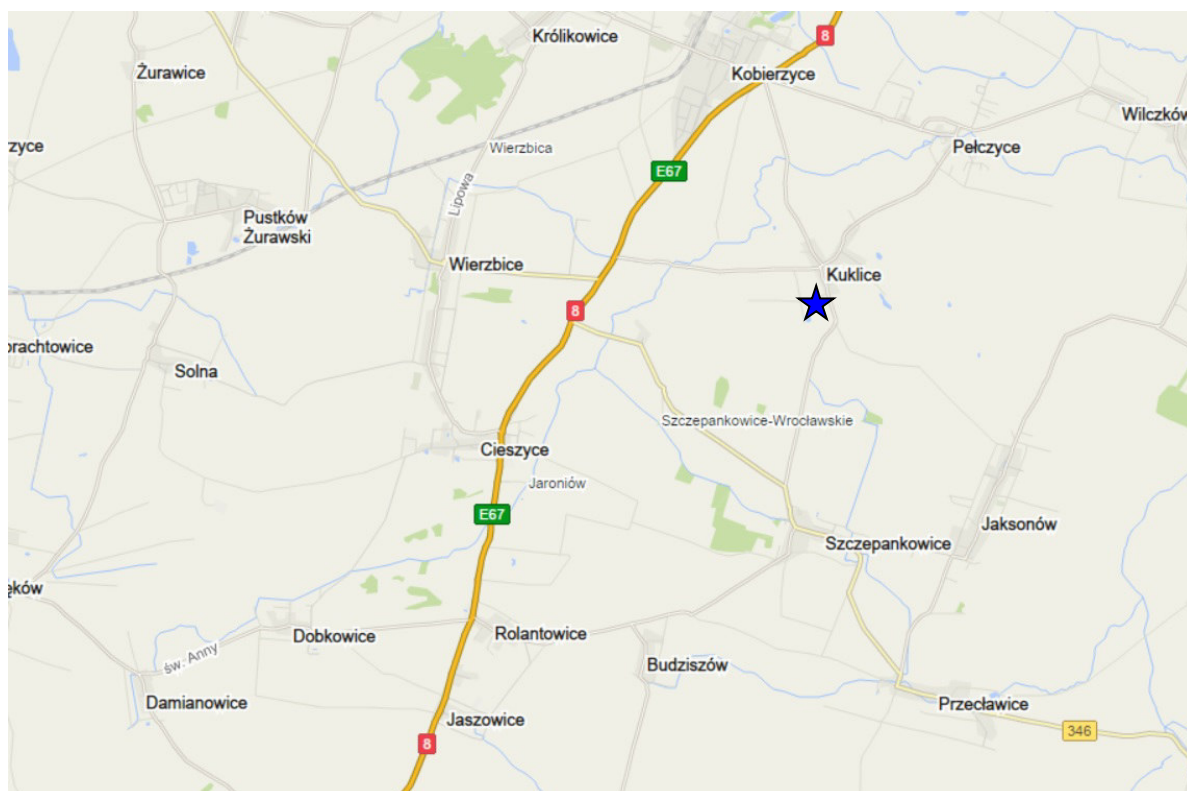 8
Królikowice
Żurawice
Kobierzyce
Wilczków
rzyce
Wierzbica
Pełczyce
E67
Lipowa
Pustków
Żurawski
Wierzbice
Kuklice
8
orachtowice
Solna
Szczepankowice-Wrocławskie
Cieszyce
Jaroniów
E67
Jaksonów
Szczepankowice
ęków
Dobkowice
Rolantowice
św. Anny
Budziszów
Damianowice
Przecławice
Jaszowice
346
8